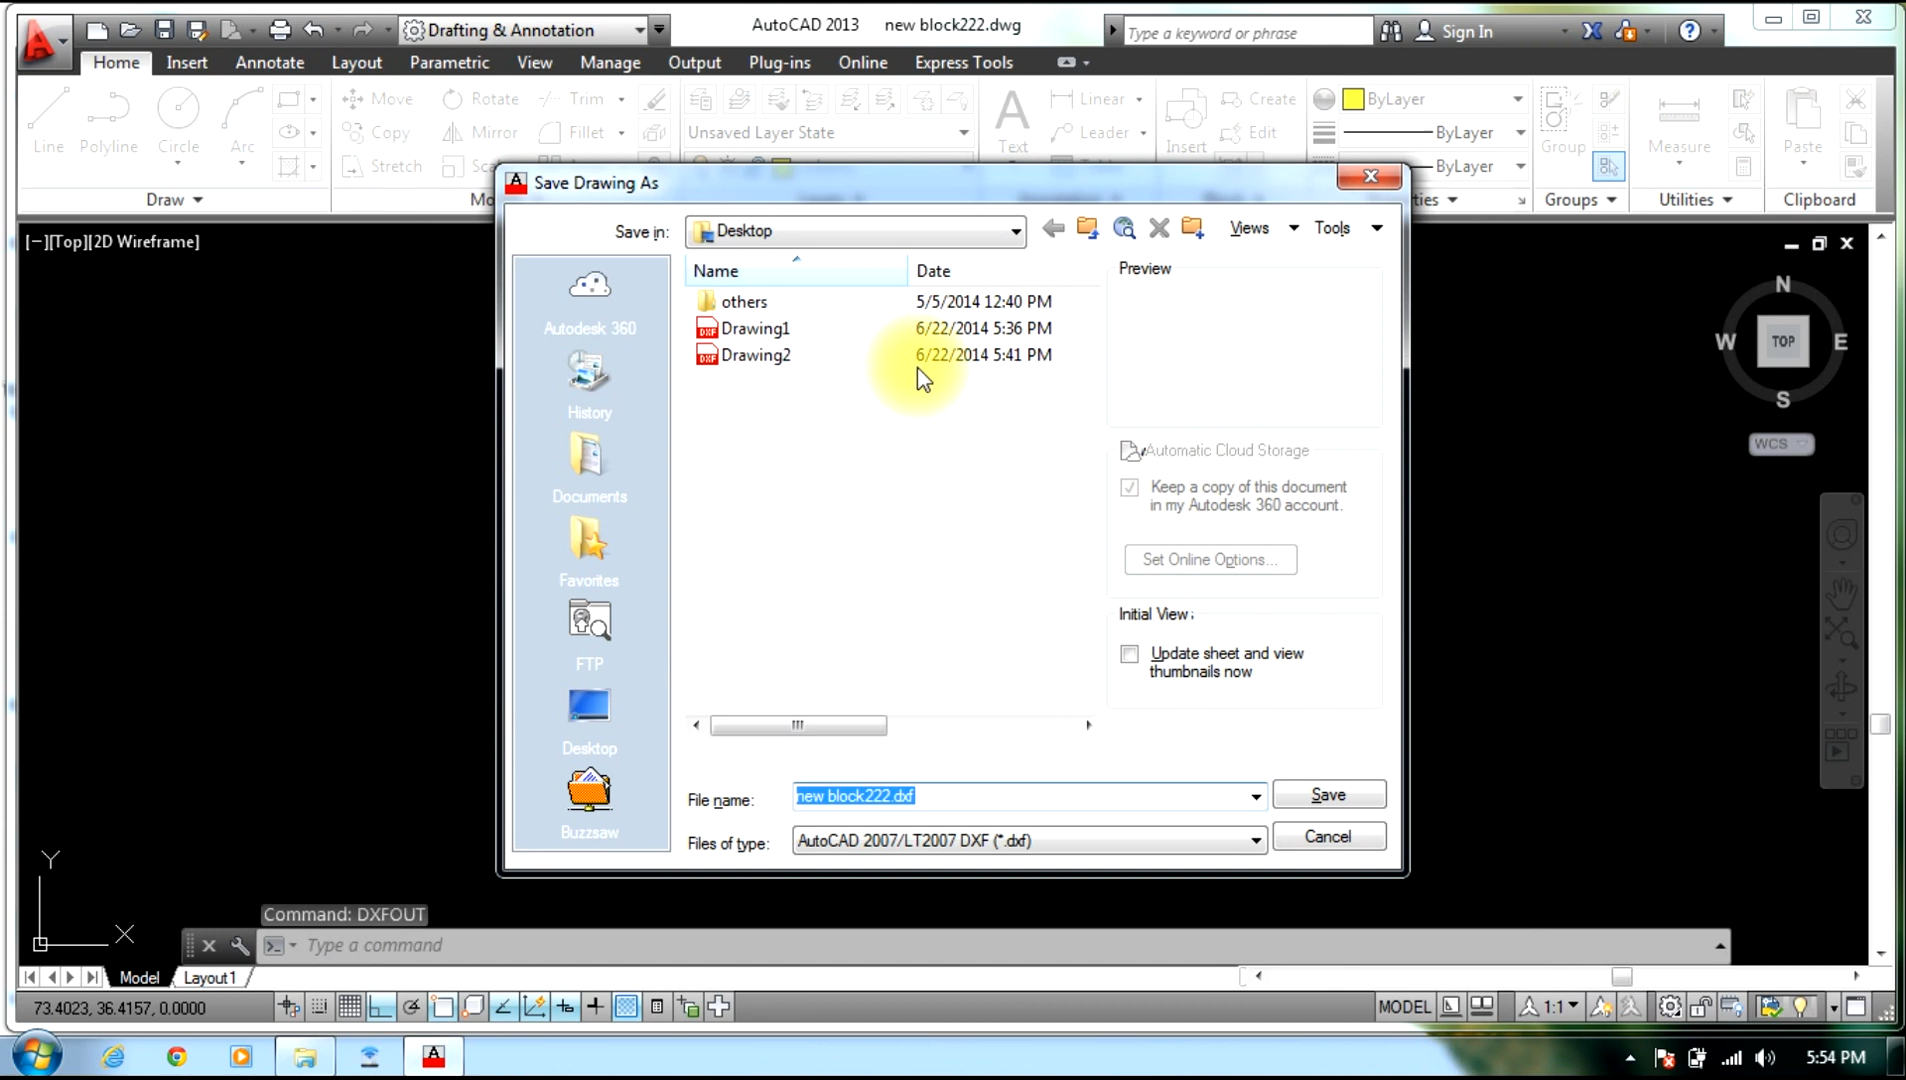 Drafting & Annotation
AutoCAD 2013 new block222.dwg
Type a keyword or phrase
Sign In
Home Insert Annotate Layout Parametric View Manage Output Plug-ins Online Express Tools
Move Rotate Trim
Linear Create ByLayer
Copy Mirror Fillet
Unsaved Layer State
Leader Edit ByLayer
Line Polyline Circle Arc
Text Insert Group Measure Paste
Stretch
ByLayer
Draw
Groups Utilities Clipboard
[−][Top][2D Wireframe]
Save Drawing As
Save in: Desktop
Views Tools
Name Date
Preview
others 5/5/2014 12:40 PM
Drawing1 6/22/2014 5:36 PM
Drawing2 6/22/2014 5:41 PM
Autodesk 360
History
Documents
Favorites
FTP
Desktop
Buzzsaw
Automatic Cloud Storage
Keep a copy of this document
in my Autodesk 360 account.
Set Online Options...
Initial View
Update sheet and view
thumbnails now
File name: new block222.dxf
Save
Files of type: AutoCAD 2007/LT2007 DXF (*.dxf)
Cancel
N
W TOP E
S
WCS
Y
X
Command: DXFOUT
Type a command
Model Layout1
73.4023, 36.4157, 0.0000
MODEL
1:1
5:54 PM